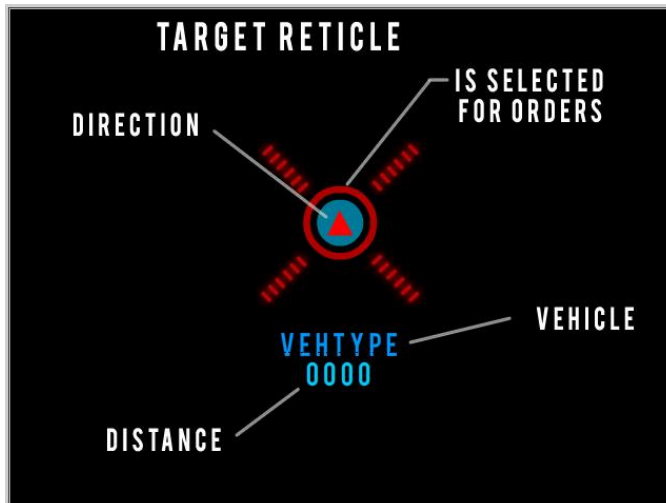 TARGET RETICLE
IS SELECTED
FOR ORDERS
DIRECTION
VEHICLE
VEHTYPE
0000
DISTANCE